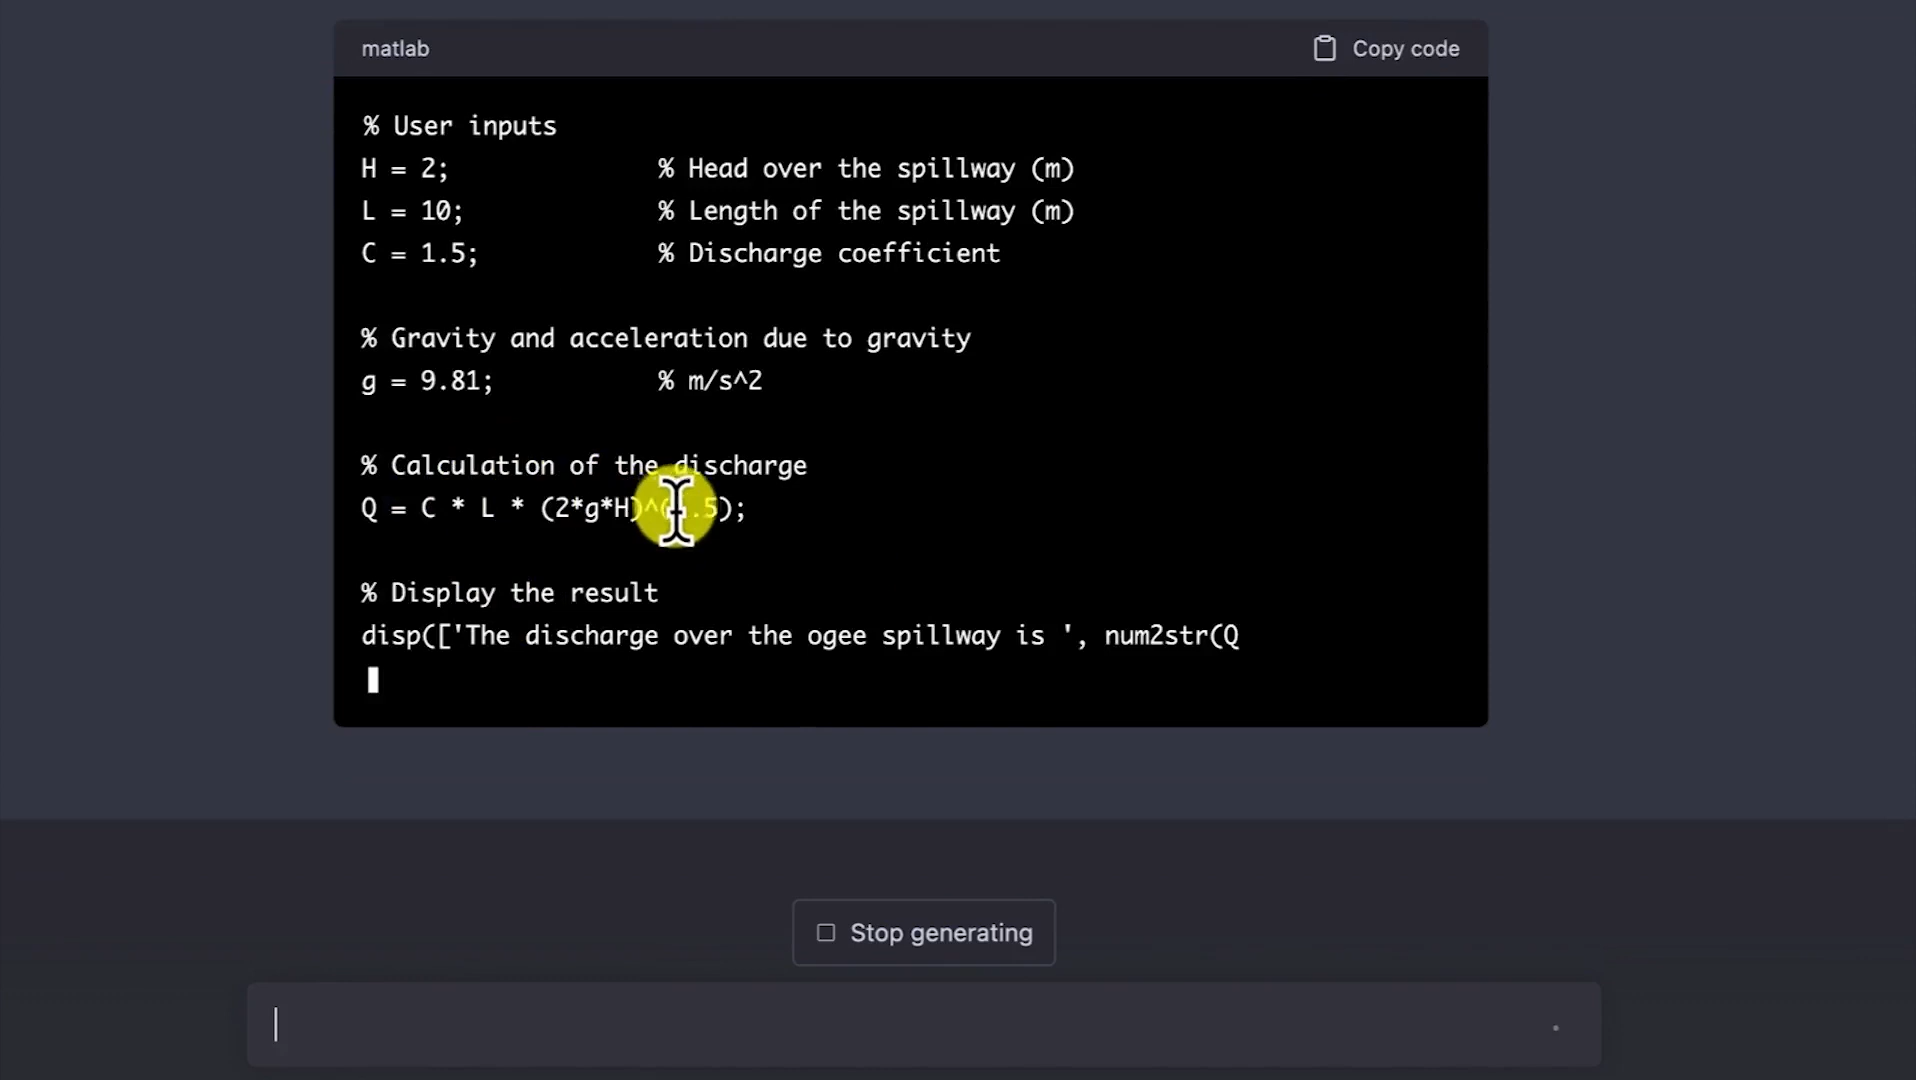 matlab
Copy code
% User inputs
H = 2; % Head over the spillway (m)
L = 10; % Length of the spillway (m)
C = 1.5; % Discharge coefficient
% Gravity and acceleration due to gravity
g = 9.81; % m/s^2
% Calculation of the discharge
Q = C * L * (2*g*H)^(.5);
% Display the result
disp(['The discharge over the ogee spillway is ', num2str(Q
Stop generating